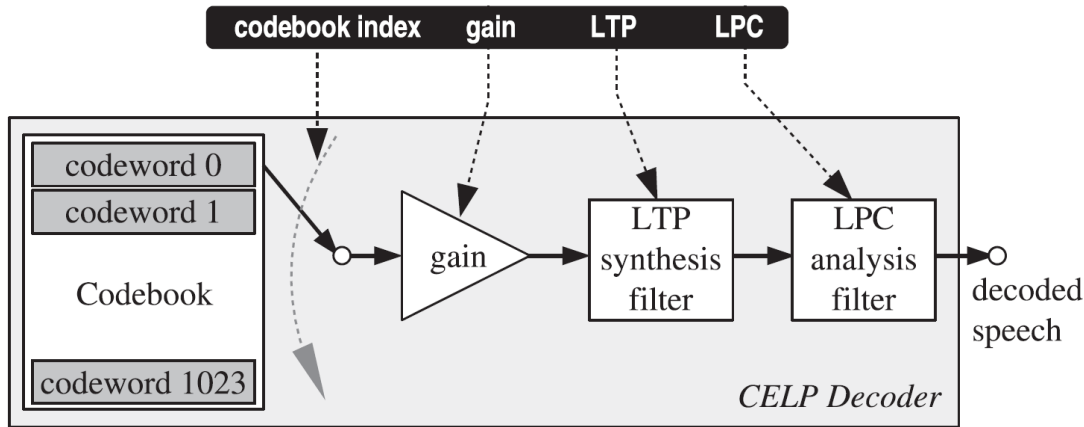 codebook index gain LTP LPC
codeword 0
codeword 1
Codebook
codeword 1023
gain
LTP
synthesis
filter
LPC
analysis
filter
decoded
speech
CELP Decoder